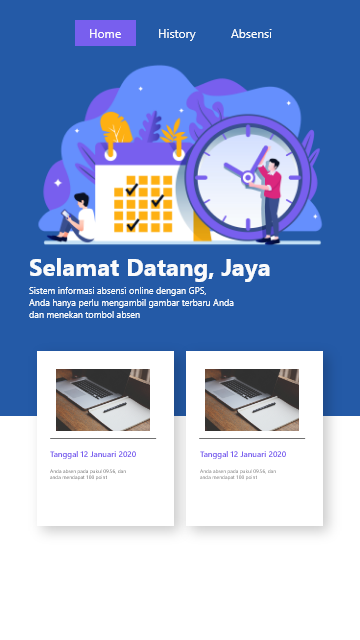 Home
History
Absensi
Selamat Datang, Jaya
Sistem informasi absensi online dengan GPS,
Anda hanya perlu mengambil gambar terbaru Anda
dan menekan tombol absen
Tanggal 12 Januari 2020
Anda absen pada pukul 09.56, dan
anda mendapat 100 point
Tanggal 12 Januari 2020
Anda absen pada pukul 09.56, dan
anda mendapat 100 point